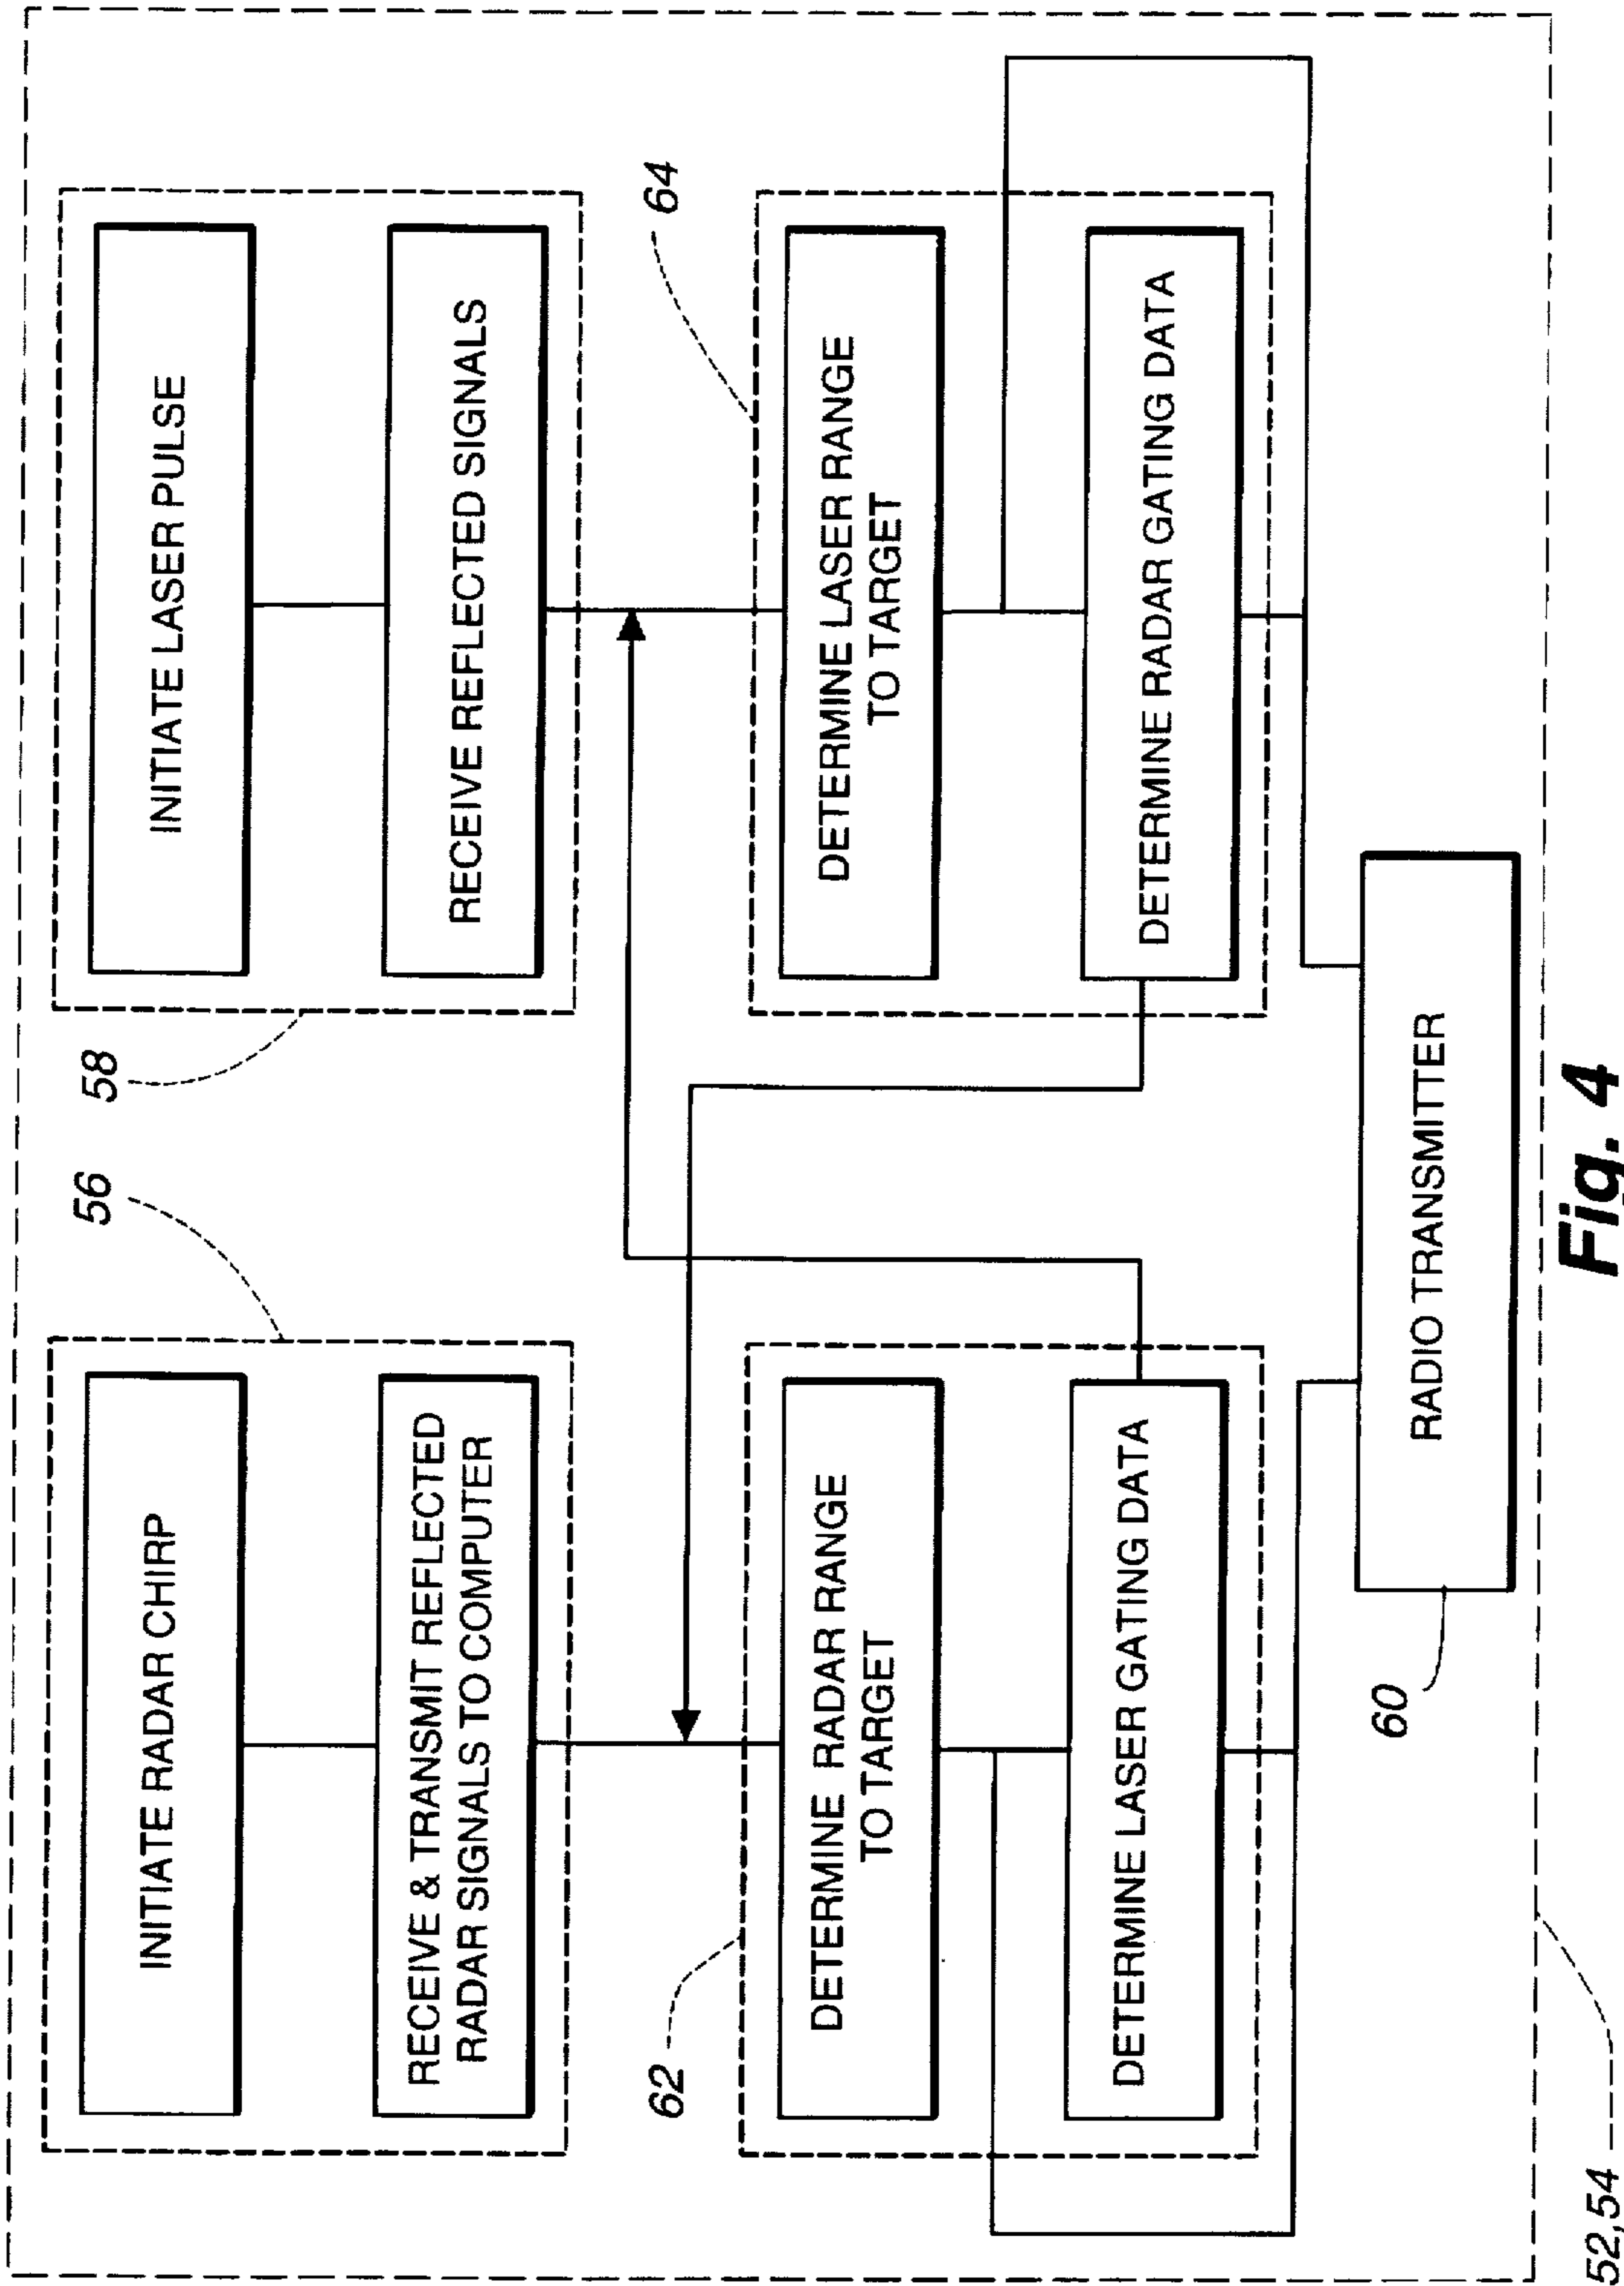 56
58
INITIATE RADAR CHIRP
INITIATE LASER PULSE
RECEIVE & TRANSMIT REFLECTED
RADAR SIGNALS TO COMPUTER
RECEIVE REFLECTED SIGNALS
62
64
DETERMINE RADAR RANGE
TO TARGET
DETERMINE LASER RANGE
TO TARGET
DETERMINE LASER GATING DATA
DETERMINE RADAR GATING DATA
60
RADIO TRANSMITTER
52,54
Fig. 4